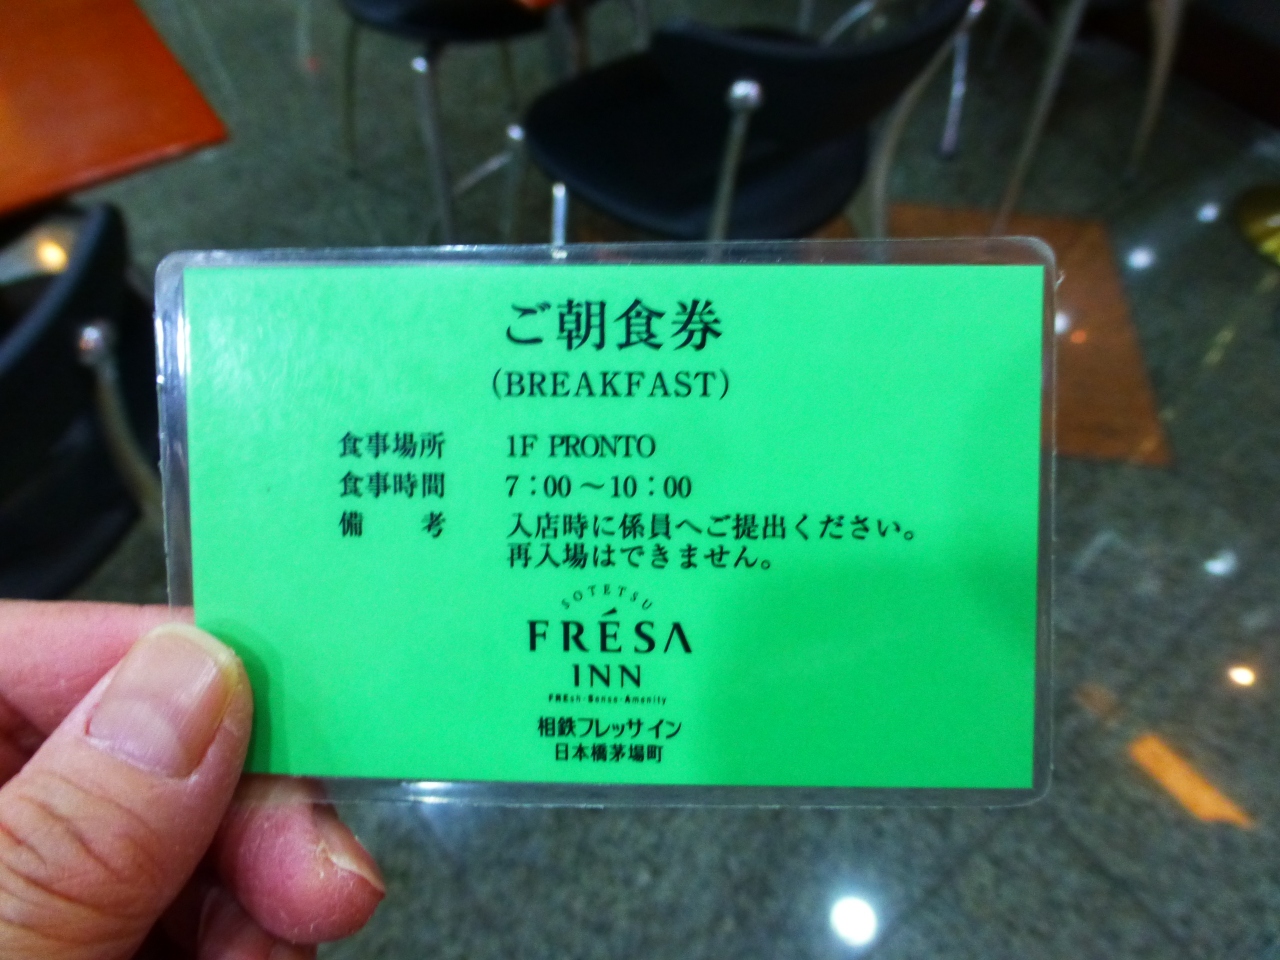 ご朝食券
(BREAKFAST)
食事場所 1F PRONTO
食事時間 7：00～10：00
備考 入店時に係員へご提出ください。
再入場はできません。
SOTETSU
FRÉSA
INN
FREsh・Sense・Amenity
相鉄フレッサイン
日本橋茅場町